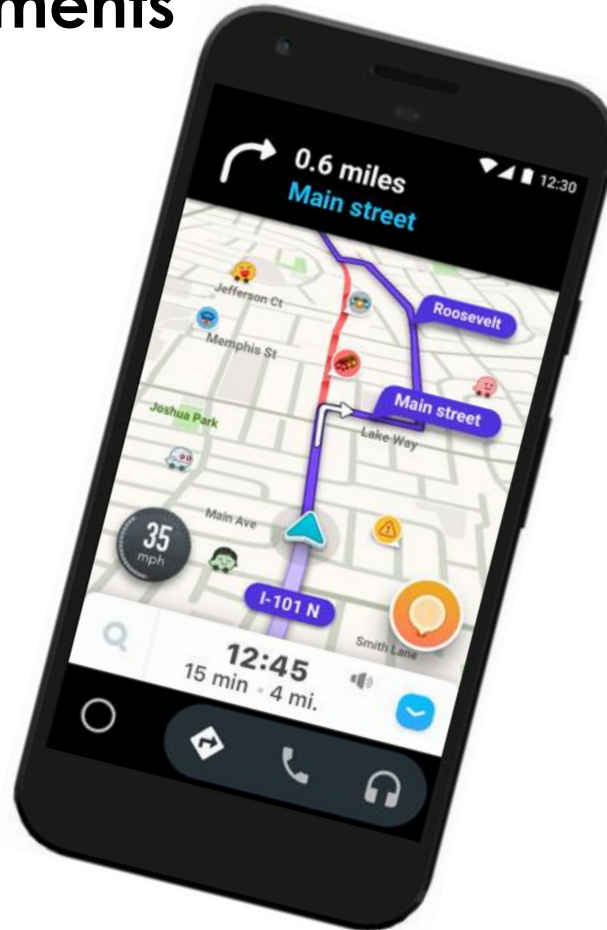 ments
0.6 miles
12:30
Main street
Jefferson Ct
Roosevelt
Memphis St
Main street
Joshua Park
Lake Way
Main Ave
35
mph
I-101 N
Smith Lane
12:45
15 min • 4 mi.